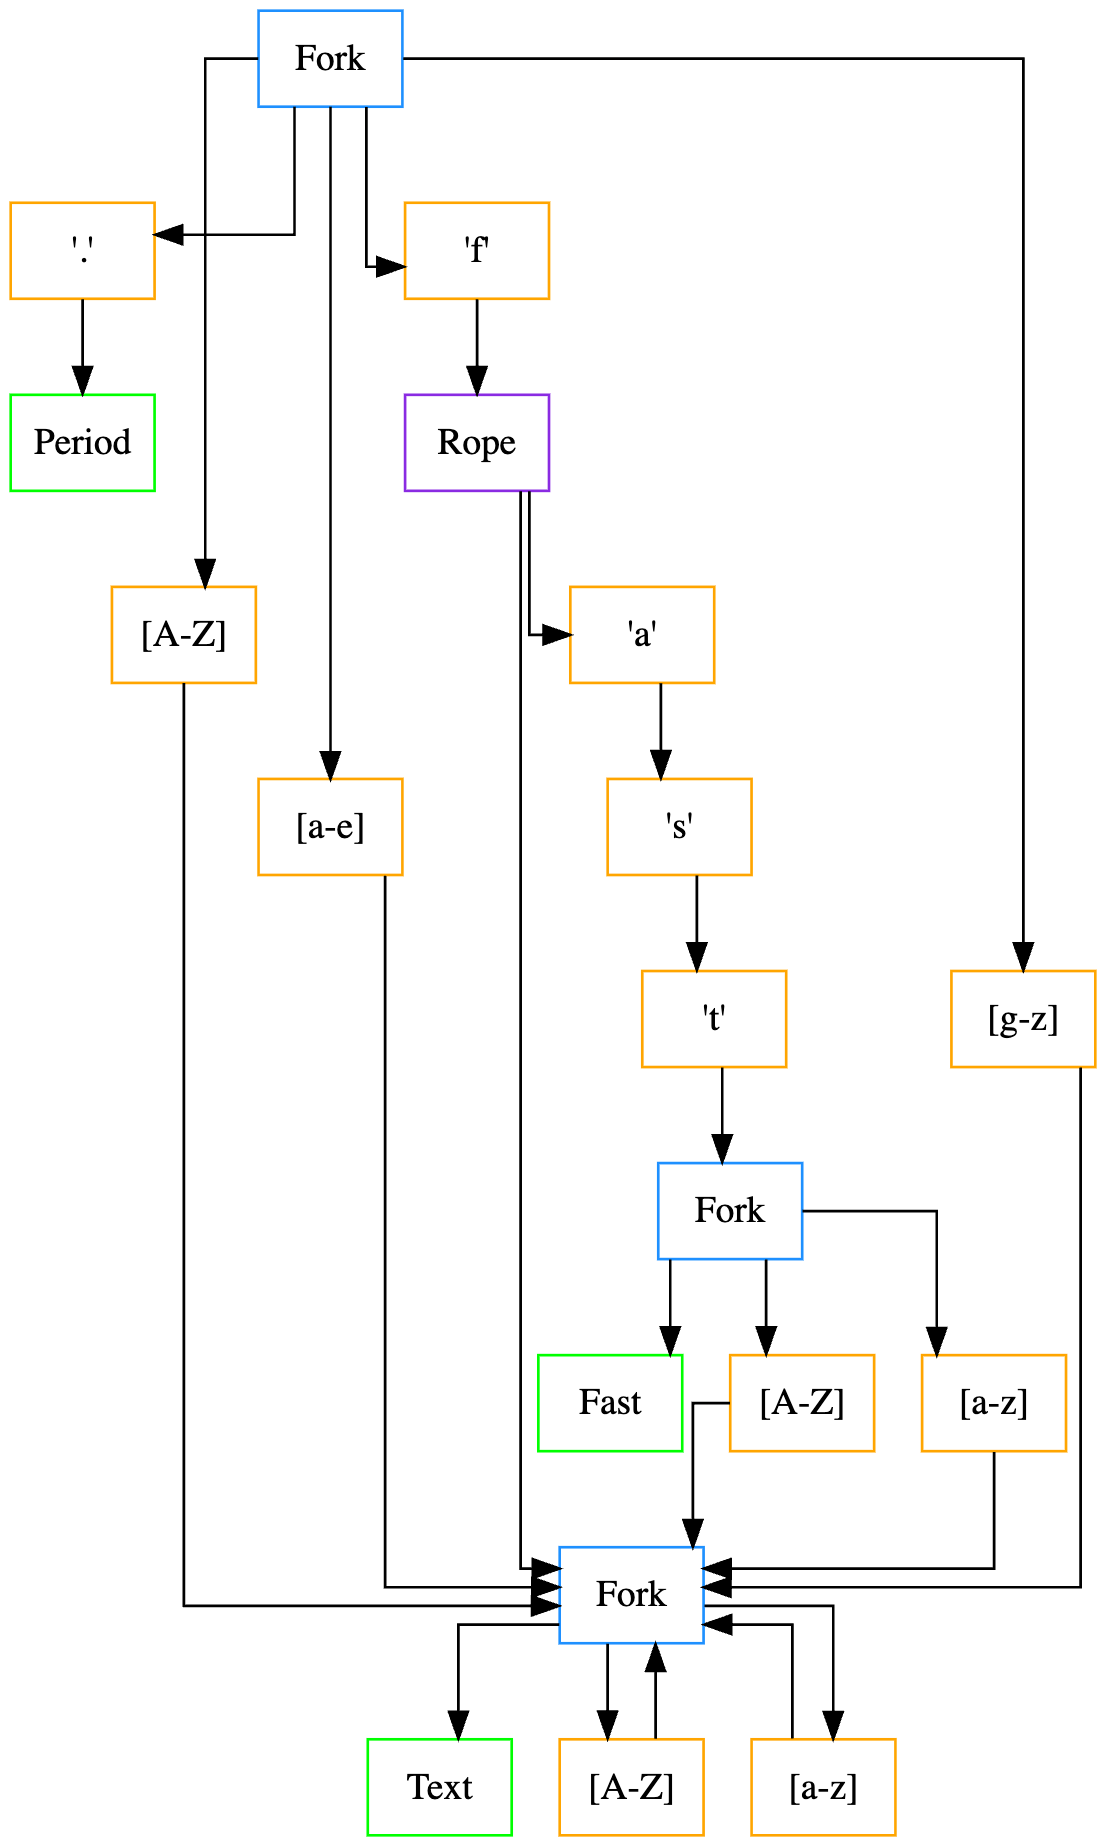 Fork
'.'
'f'
Period
Rope
[A-Z]
'a'
[a-e]
's'
't'
[g-z]
Fork
Fast
[A-Z]
[a-z]
Fork
Text
[A-Z]
[a-z]